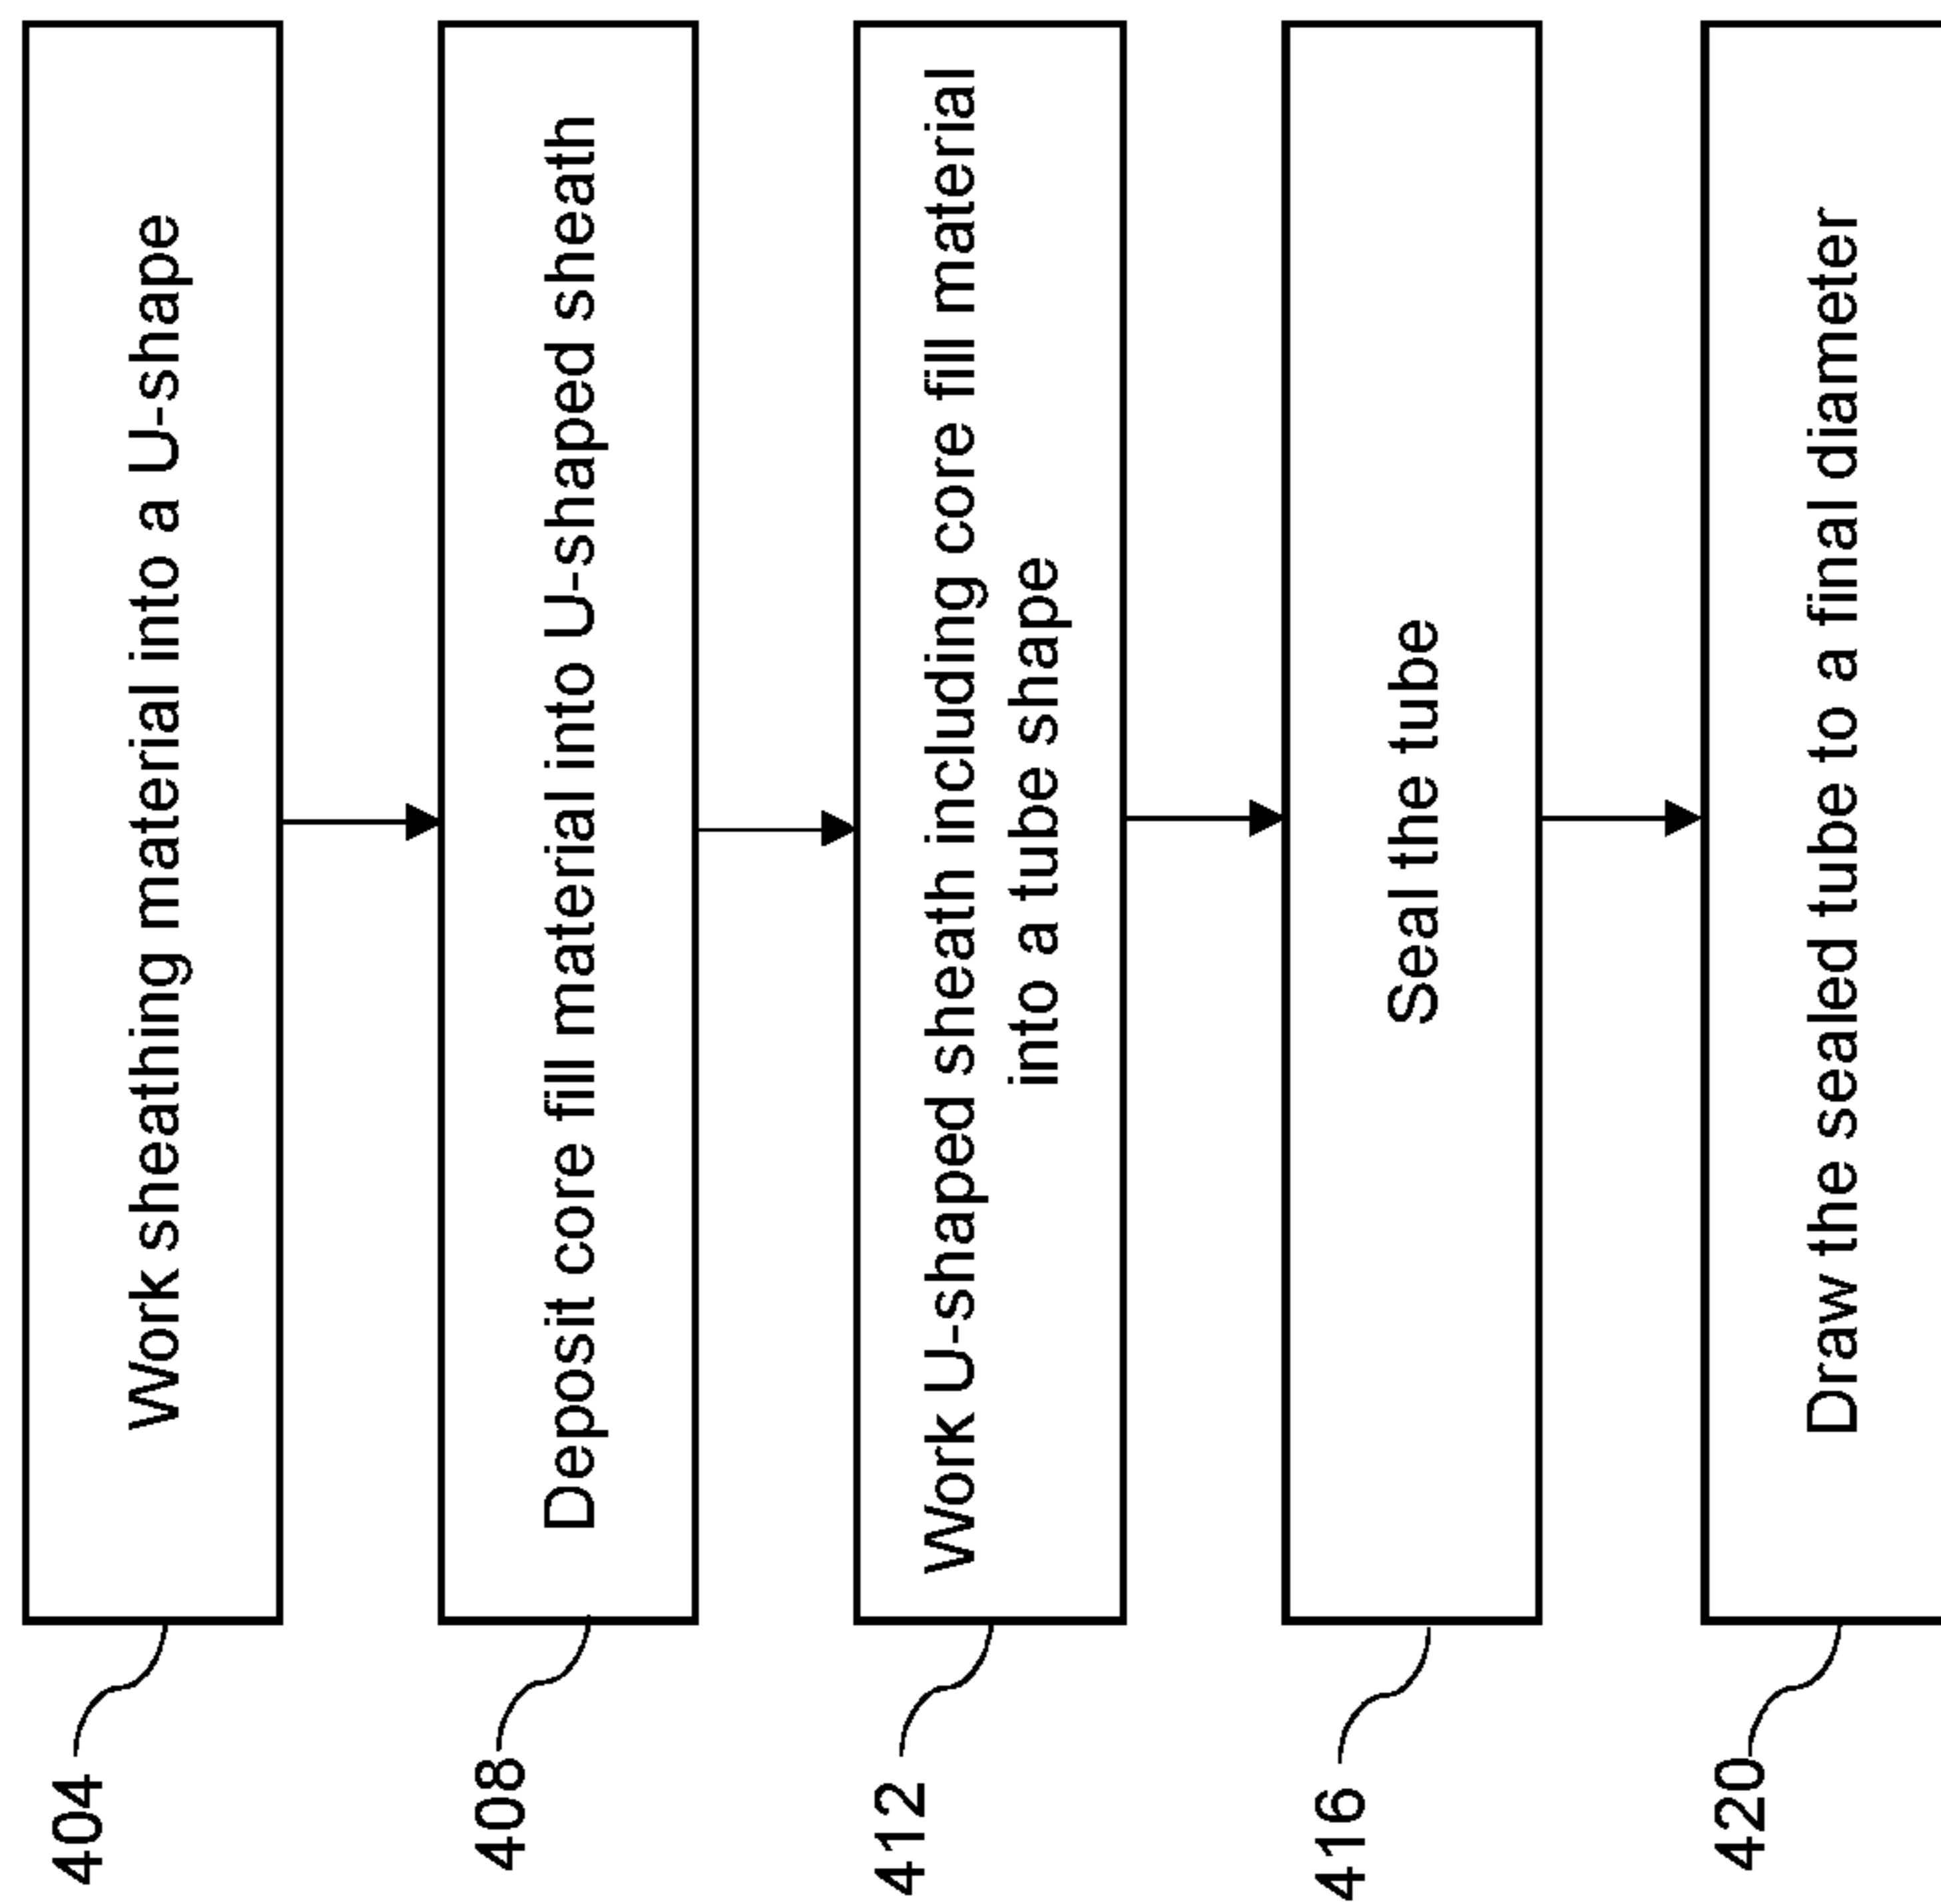 404
Work sheathing material into a U-shape
408
Deposit core fill material into U-shaped sheath
412
Work U-shaped sheath including core fill material
into a tube shape
416
Seal the tube
420
Draw the sealed tube to a final diameter